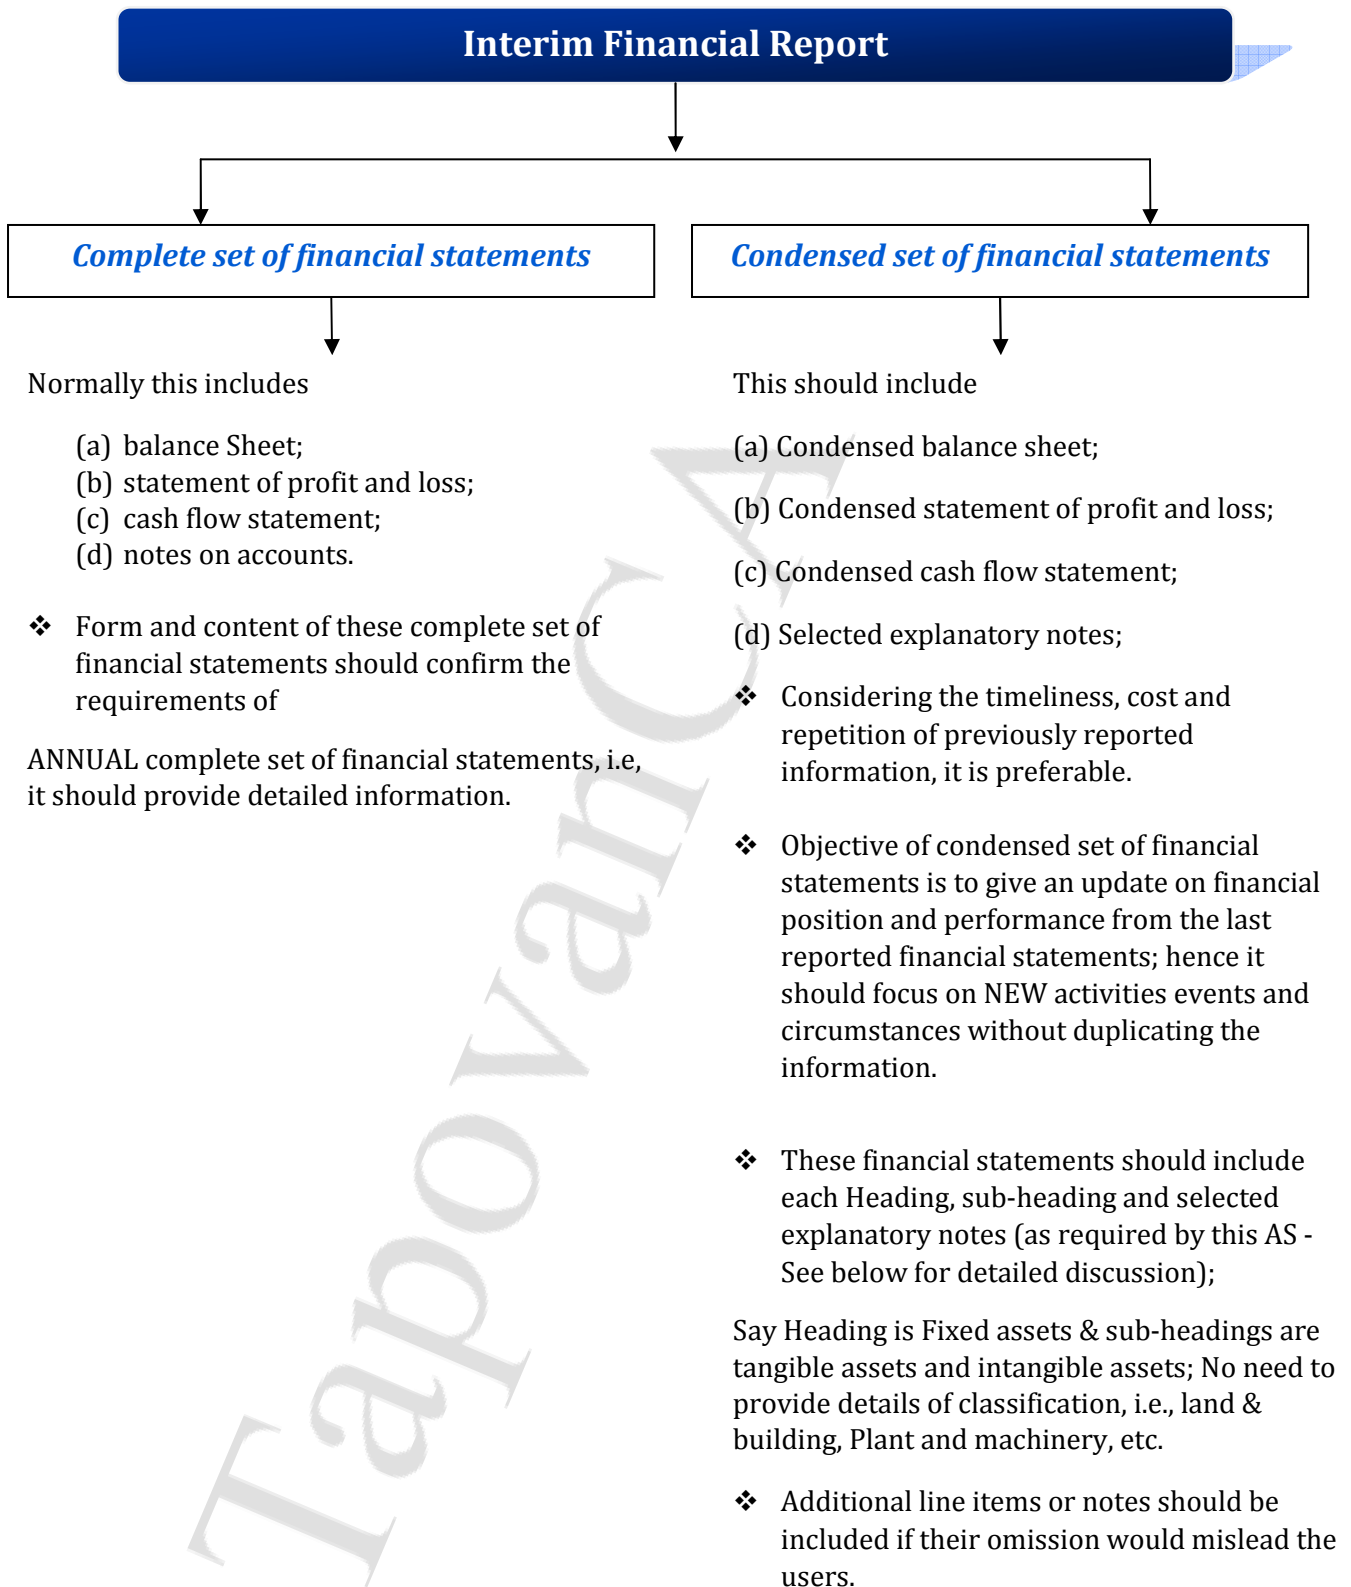 Interim Financial Report
Complete set of financial statements
Normally this includes
(a) balance Sheet;
(b) statement of profit and loss;
(c) cash flow statement;
(d) notes on accounts.
❖ Form and content of these complete set of
financial statements should confirm the
requirements of
ANNUAL complete set of financial statements, i.e,
it should provide detailed information.
Condensed set of financial statements
This should include
(a) Condensed balance sheet;
(b) Condensed statement of profit and loss;
(c) Condensed cash flow statement;
(d) Selected explanatory notes;
❖ Considering the timeliness, cost and
repetition of previously reported
information, it is preferable.
❖ Objective of condensed set of financial
statements is to give an update on financial
position and performance from the last
reported financial statements; hence it
should focus on NEW activities events and
circumstances without duplicating the
information.
❖ These financial statements should include
each Heading, sub-heading and selected
explanatory notes (as required by this AS -
See below for detailed discussion);
Say Heading is Fixed assets & sub-headings are
tangible assets and intangible assets; No need to
provide details of classification, i.e., land &
building, Plant and machinery, etc.
❖ Additional line items or notes should be
included if their omission would mislead the
users.
TapovanCA